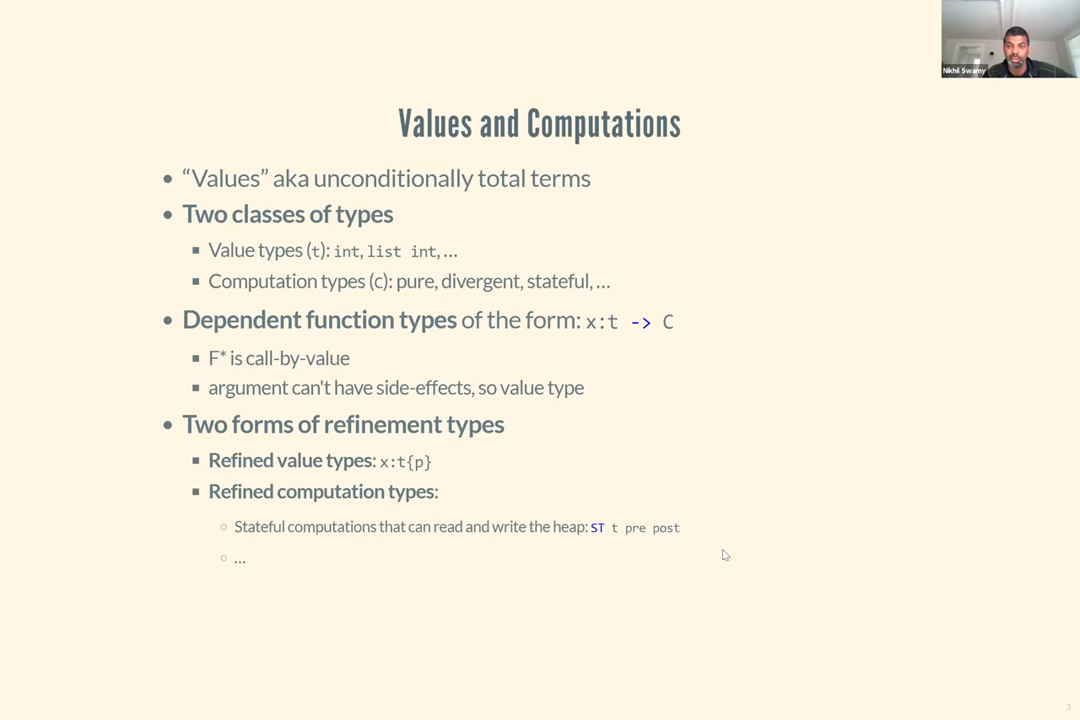 Nikhil Swamy
Values and Computations
• “Values” aka unconditionally total terms
• Two classes of types
▪ Value types (t): int, list int, …
▪ Computation types (C): pure, divergent, stateful, …
• Dependent function types of the form: x:t -> C
▪ F* is call-by-value
▪ argument can't have side-effects, so value type
• Two forms of refinement types
▪ Refined value types: x:t{p}
▪ Refined computation types:
○ Stateful computations that can read and write the heap: ST t pre post
○ …
3